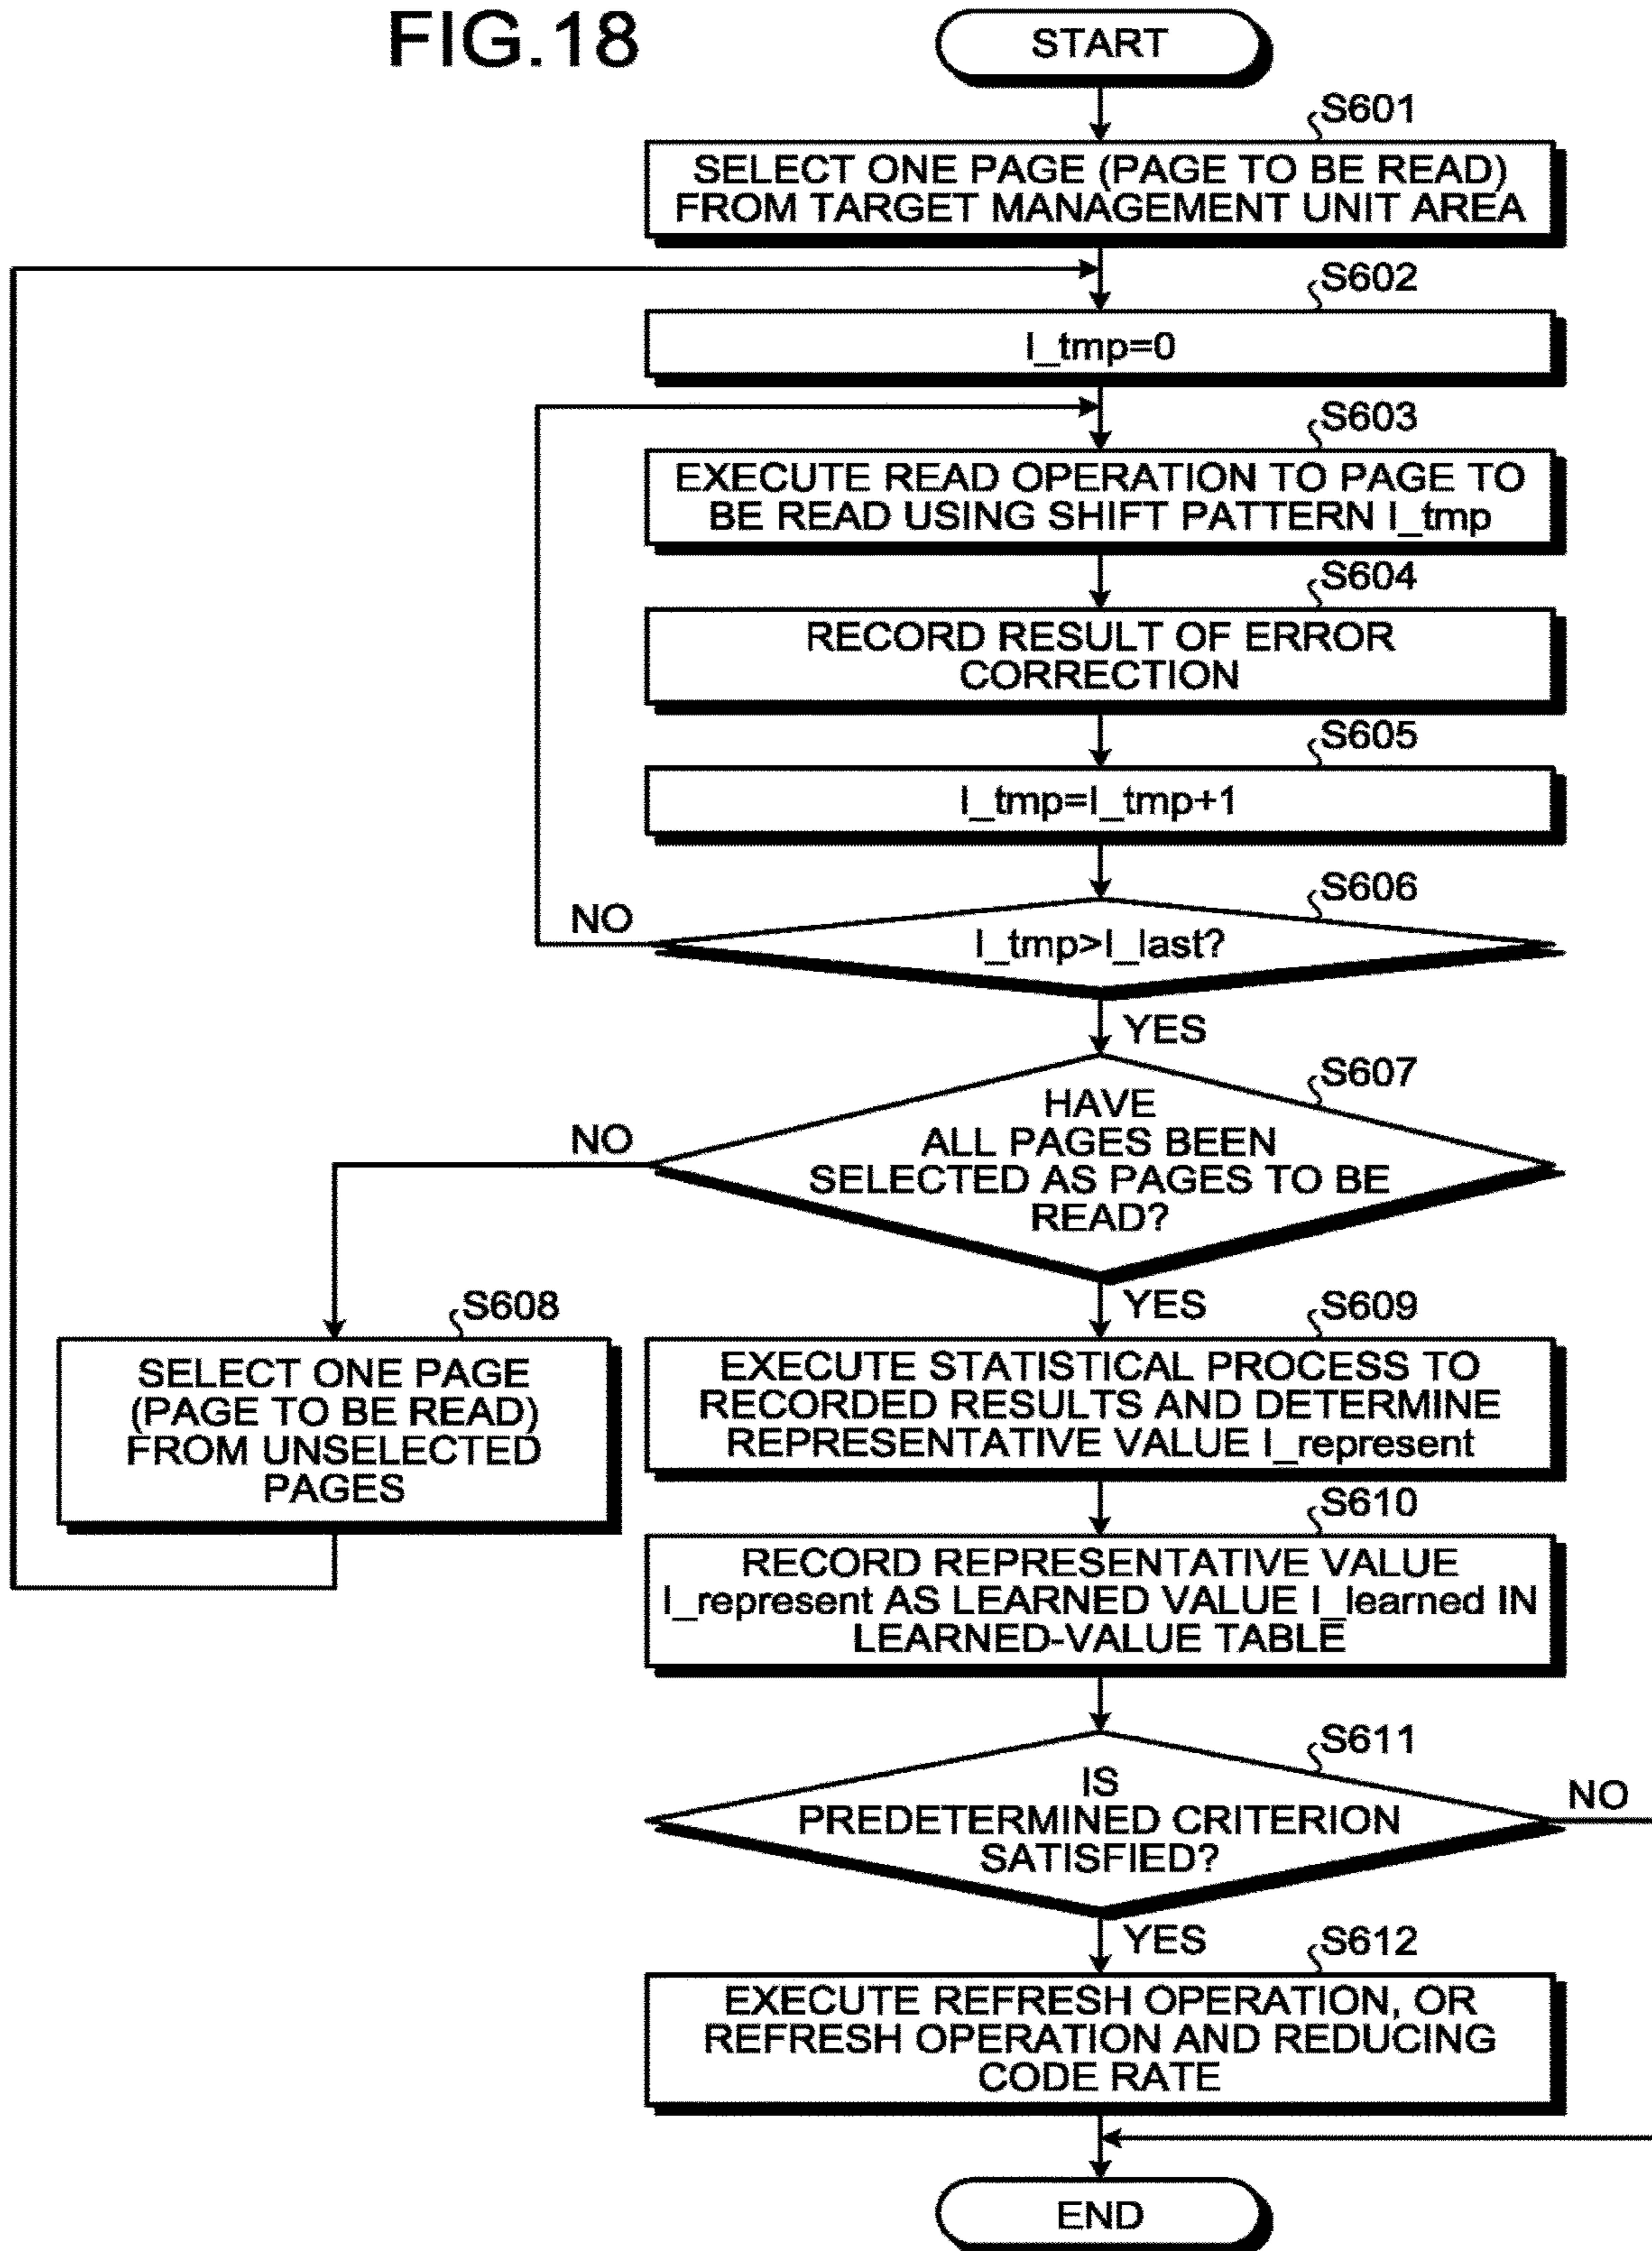 FIG.18
START
S601
SELECT ONE PAGE (PAGE TO BE READ)
FROM TARGET MANAGEMENT UNIT AREA
S602
I_tmp=0
S603
EXECUTE READ OPERATION TO PAGE TO
BE READ USING SHIFT PATTERN I_tmp
S604
RECORD RESULT OF ERROR
CORRECTION
S605
I_tmp=I_tmp+1
S606
NO
I_tmp>I_last?
YES
S607
NO
HAVE
ALL PAGES BEEN
SELECTED AS PAGES TO BE
READ?
YES
S608
SELECT ONE PAGE
(PAGE TO BE READ)
FROM UNSELECTED
PAGES
S609
EXECUTE STATISTICAL PROCESS TO
RECORDED RESULTS AND DETERMINE
REPRESENTATIVE VALUE I_represent
S610
RECORD REPRESENTATIVE VALUE
I_represent AS LEARNED VALUE I_learned IN
LEARNED-VALUE TABLE
S611
NO
IS
PREDETERMINED CRITERION
SATISFIED?
YES
S612
EXECUTE REFRESH OPERATION, OR
REFRESH OPERATION AND REDUCING
CODE RATE
END